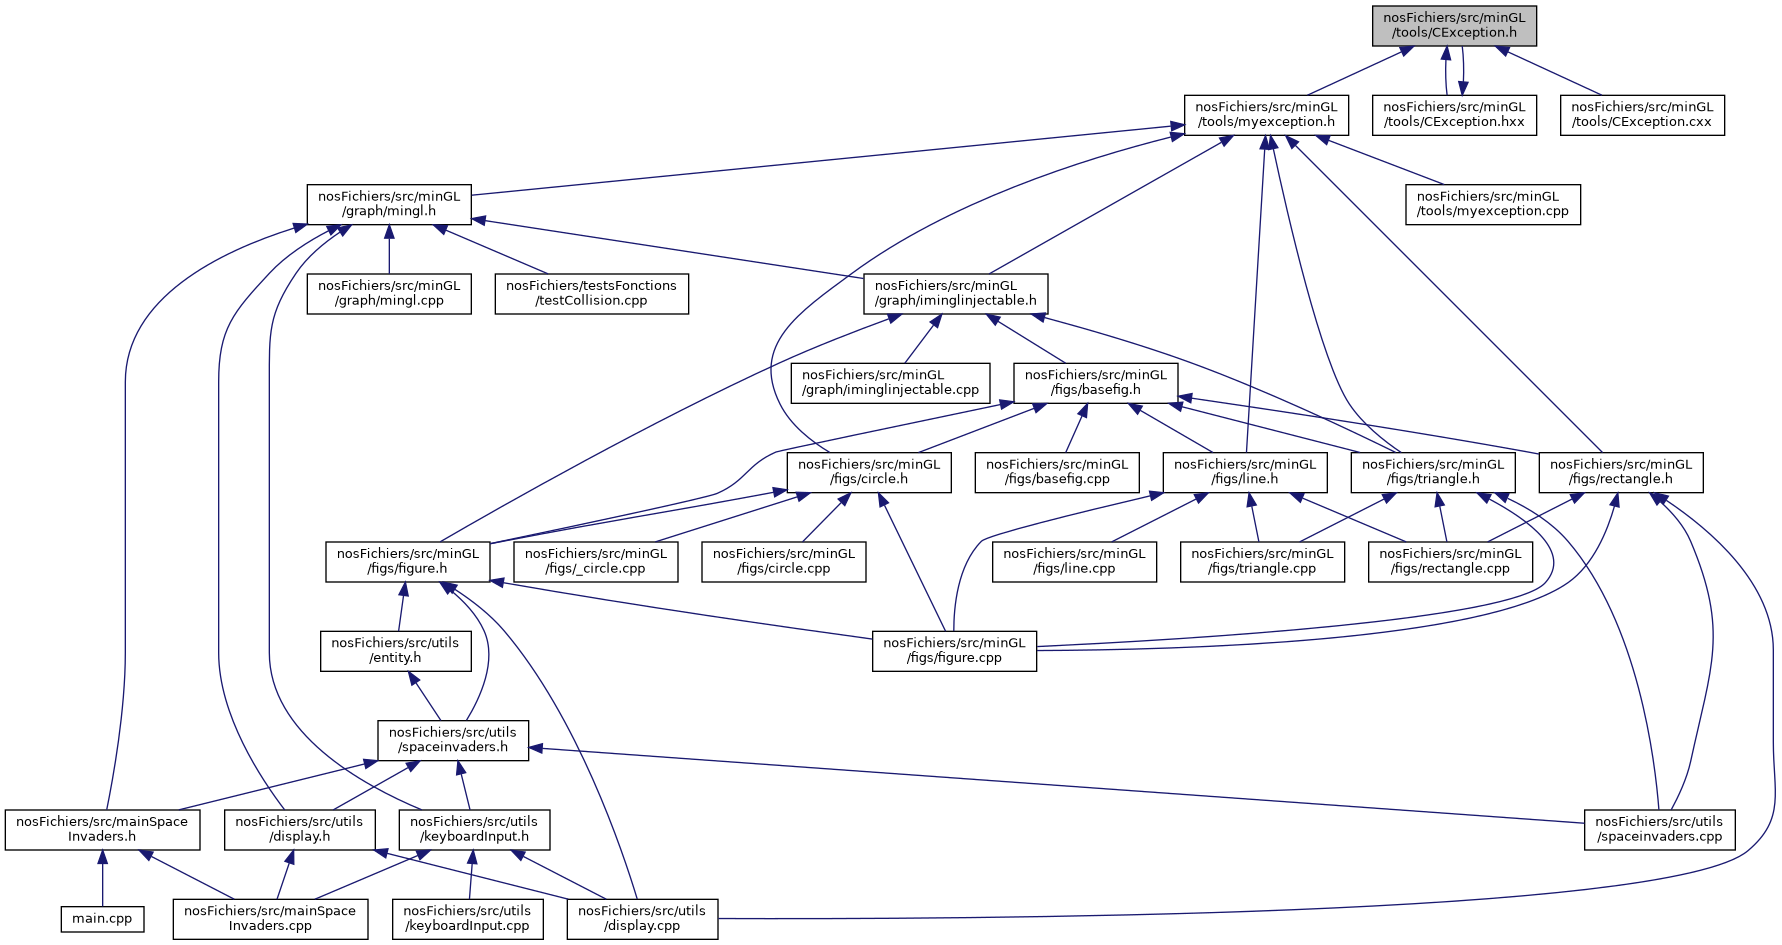 nosFichiers/src/minGL
/tools/CException.h
nosFichiers/src/minGL
/tools/myexception.h
nosFichiers/src/minGL
/tools/CException.hxx
nosFichiers/src/minGL
/tools/CException.cxx
nosFichiers/src/minGL
/graph/mingl.h
nosFichiers/src/minGL
/tools/myexception.cpp
nosFichiers/src/minGL
/graph/mingl.cpp
nosFichiers/testsFonctions
/testCollision.cpp
nosFichiers/src/minGL
/graph/iminglinjectable.h
nosFichiers/src/minGL
/graph/iminglinjectable.cpp
nosFichiers/src/minGL
/figs/basefig.h
nosFichiers/src/minGL
/figs/circle.h
nosFichiers/src/minGL
/figs/basefig.cpp
nosFichiers/src/minGL
/figs/line.h
nosFichiers/src/minGL
/figs/triangle.h
nosFichiers/src/minGL
/figs/rectangle.h
nosFichiers/src/minGL
/figs/figure.h
nosFichiers/src/minGL
/figs/_circle.cpp
nosFichiers/src/minGL
/figs/circle.cpp
nosFichiers/src/minGL
/figs/line.cpp
nosFichiers/src/minGL
/figs/triangle.cpp
nosFichiers/src/minGL
/figs/rectangle.cpp
nosFichiers/src/utils
/entity.h
nosFichiers/src/minGL
/figs/figure.cpp
nosFichiers/src/utils
/spaceinvaders.h
nosFichiers/src/mainSpace
Invaders.h
nosFichiers/src/utils
/display.h
nosFichiers/src/utils
/keyboardInput.h
nosFichiers/src/utils
/spaceinvaders.cpp
main.cpp
nosFichiers/src/mainSpace
Invaders.cpp
nosFichiers/src/utils
/keyboardInput.cpp
nosFichiers/src/utils
/display.cpp